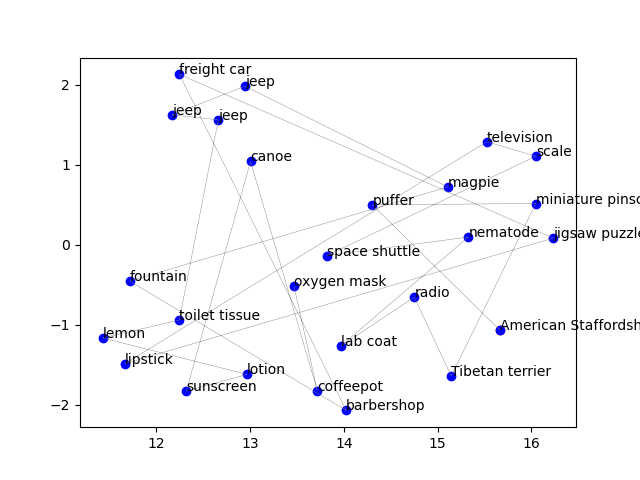 freight car
jeep
jeep
jeep
canoe
television
scale
magpie
puffer
miniature pinsc
nematode
jigsaw puzzle
space shuttle
fountain
oxygen mask
radio
toilet tissue
American Staffordsh
lemon
lab coat
lipstick
lotion
Tibetan terrier
sunscreen
coffeepot
barbershop
2
1
0
−1
−2
12
13
14
15
16